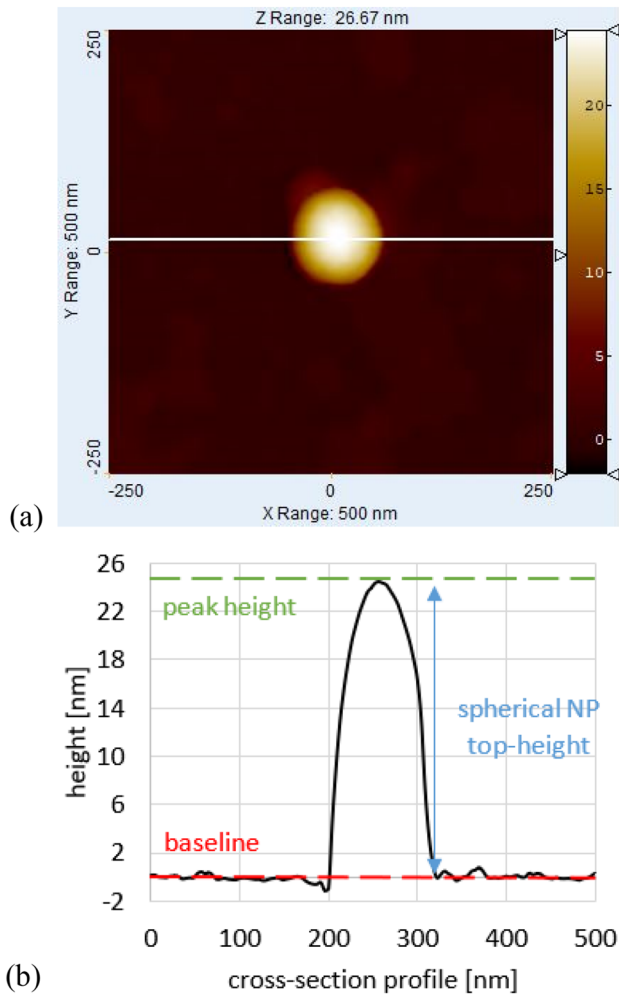 Z Range: 26.67 nm
250
0
-250
Y Range: 500 nm
20
15
10
5
0
-250
0
250
X Range: 500 nm
(a)
26
22
18
14
10
6
2
-2
height [nm]
peak height
spherical NP
top-height
baseline
0
100
200
300
400
500
cross-section profile [nm]
(b)